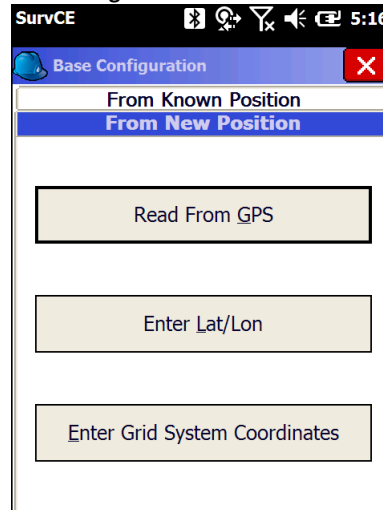 SurvCE 5:16
Base Configuration
From Known Position
From New Position
Read From GPS
Enter Lat/Lon
Enter Grid System Coordinates